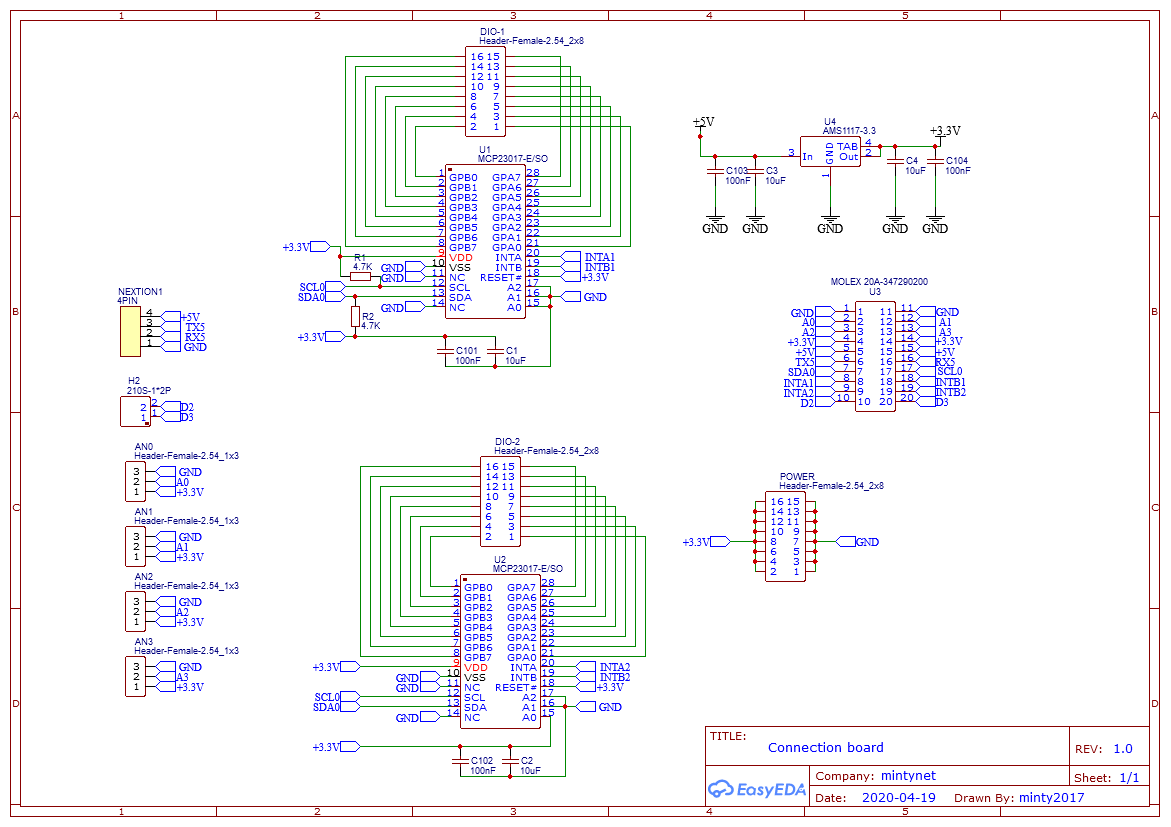 1 2 3 4 5
A
B
C
D
A
B
C
D
1 2 3 4 5
DIO-1
Header-Female-2.54_2x8
16 15
14 13
12 11
10 9
8 7
6 5
4 3
2 1
U1
MCP23017-E/SO
1 GPB0 GPA7 28
2 GPB1 GPA6 27
3 GPB2 GPA5 26
4 GPB3 GPA4 25
5 GPB4 GPA3 24
6 GPB5 GPA2 23
7 GPB6 GPA1 22
8 GPB7 GPA0 21
9 VDD INTA 20
10 VSS INTB 19
11 NC RESET# 18
12 SCL A2 17
13 SDA A1 16
14 NC A0 15
+3.3V
R1
4.7K
GND
GND
SCL0
SDA0
GND
R2
4.7K
+3.3V
INTA1
INTB1
+3.3V
GND
C101
100nF
C1
10uF
+5V
C103
100nF
C3
10uF
U4
AMS1117-3.3
3 In GND TAB 4
Out 2
1
+3.3V
C4
10uF
C104
100nF
GND GND GND GND GND
NEXTION1
4PIN
4 +5V
3 TX5
2 RX5
1 GND
H2
210S-1*2P
2 2 D2
1 1 D3
AN0
Header-Female-2.54_1x3
3 GND
2 A0
1 +3.3V
AN1
Header-Female-2.54_1x3
3 GND
2 A1
1 +3.3V
AN2
Header-Female-2.54_1x3
3 GND
2 A2
1 +3.3V
AN3
Header-Female-2.54_1x3
3 GND
2 A3
1 +3.3V
MOLEX 20A-347290200
U3
GND 1 1 11 11 GND
A0 2 2 12 12 A1
A2 3 3 13 13 A3
+3.3V 4 4 14 14 +3.3V
+5V 5 5 15 15 +5V
TX5 6 6 16 16 RX5
SDA0 7 7 17 17 SCL0
INTA1 8 8 18 18 INTB1
INTA2 9 9 19 19 INTB2
D2 10 10 20 20 D3
DIO-2
Header-Female-2.54_2x8
16 15
14 13
12 11
10 9
8 7
6 5
4 3
2 1
U2
MCP23017-E/SO
1 GPB0 GPA7 28
2 GPB1 GPA6 27
3 GPB2 GPA5 26
4 GPB3 GPA4 25
5 GPB4 GPA3 24
6 GPB5 GPA2 23
7 GPB6 GPA1 22
8 GPB7 GPA0 21
9 VDD INTA 20
10 VSS INTB 19
11 NC RESET# 18
12 SCL A2 17
13 SDA A1 16
14 NC A0 15
+3.3V
GND
GND
SCL0
SDA0
GND
+3.3V
INTA2
INTB2
+3.3V
GND
C102
100nF
C2
10uF
POWER
Header-Female-2.54_2x8
16 15
14 13
12 11
10 9
+3.3V 8 7 GND
6 5
4 3
2 1
TITLE:
Connection board
REV: 1.0
EasyEDA
Company: mintynet
Sheet: 1/1
Date: 2020-04-19 Drawn By: minty2017